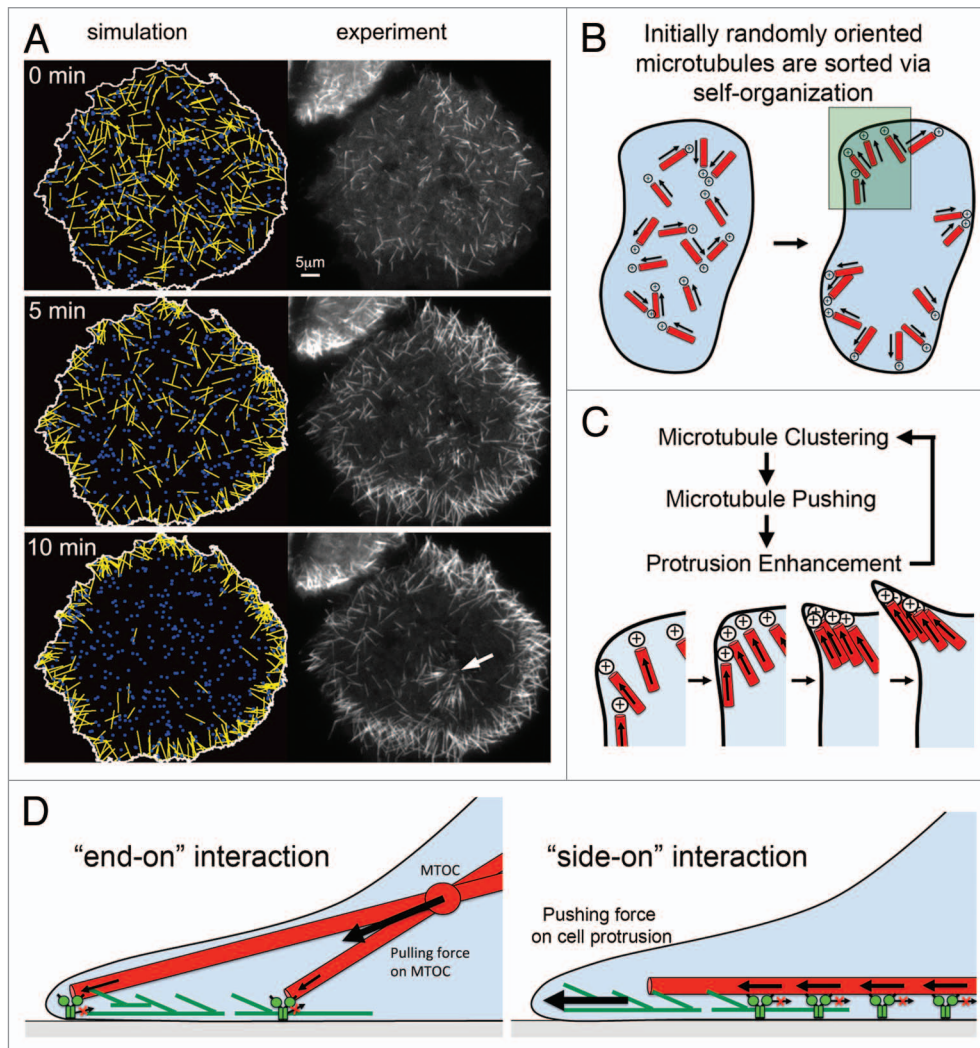 A
simulation
experiment
0 min
5μm
5 min
10 min
B
Initially randomly oriented
microtubules are sorted via
self-organization
C
Microtubule Clustering
Microtubule Pushing
Protrusion Enhancement
D
“end-on” interaction
MTOC
Pulling force
on MTOC
“side-on” interaction
Pushing force
on cell protrusion